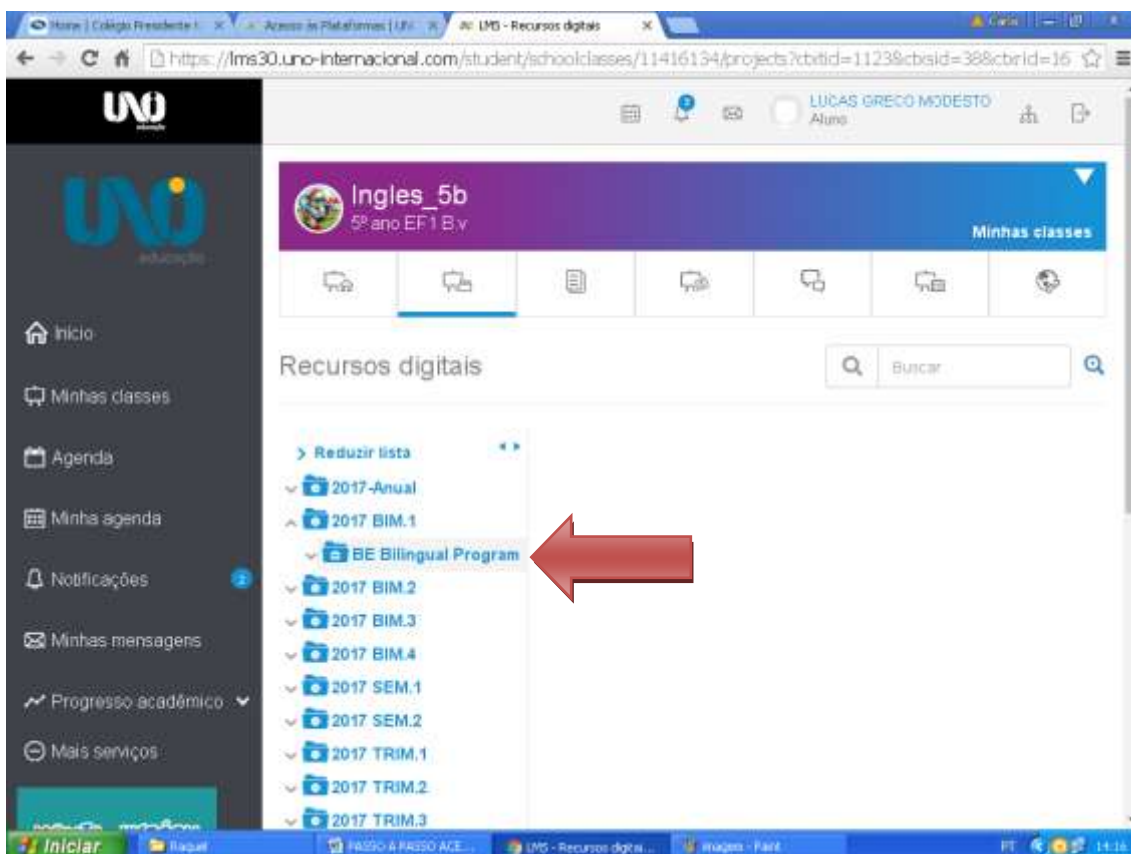 Home | Colégio Presidente
Acesso às Plataformas | UN
LMS - Recursos digitais
https://lms30.uno-internacional.com/student/schoolclasses/11416134/projects?ctxtid=1123&cbsid=38&cbrid=16
UNO
educação
LUCAS GRECO MODESTO
Aluno
UNO
educação
Ingles_5b
5º ano EF1 B.v
Minhas classes
Início
Minhas classes
Agenda
Minha agenda
Notificações 2
Minhas mensagens
Progresso acadêmico
Mais serviços
Recursos digitais
Buscar
Reduzir lista
2017-Anual
2017 BIM.1
BE Bilingual Program
2017 BIM.2
2017 BIM.3
2017 BIM.4
2017 SEM.1
2017 SEM.2
2017 TRIM.1
2017 TRIM.2
2017 TRIM.3
Iniciar
Raquel
PASSO A PASSO ACE...
LMS - Recursos digitai...
imagem - Paint
PT
14:16